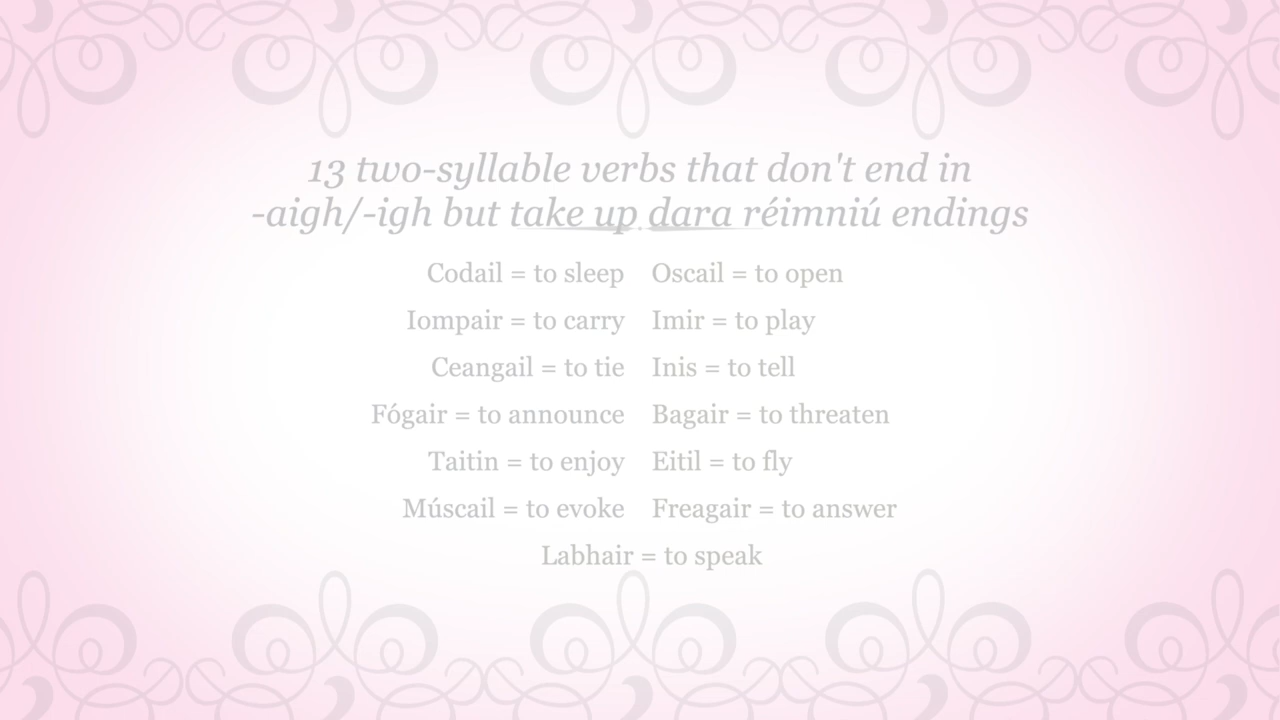 13 two-syllable verbs that don't end in
-aigh/-igh but take up dara réimniú endings
Codail = to sleep Oscail = to open
Iompair = to carry Imir = to play
Ceangail = to tie Inis = to tell
Fógair = to announce Bagair = to threaten
Taitin = to enjoy Eitil = to fly
Múscail = to evoke Freagair = to answer
Labhair = to speak